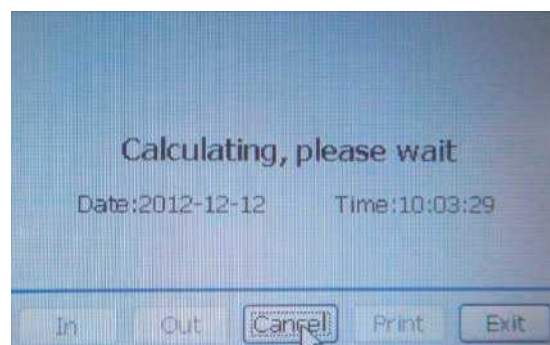 Calculating, please wait
Date:2012-12-12 Time:10:03:29
In Out Cancel Print Exit